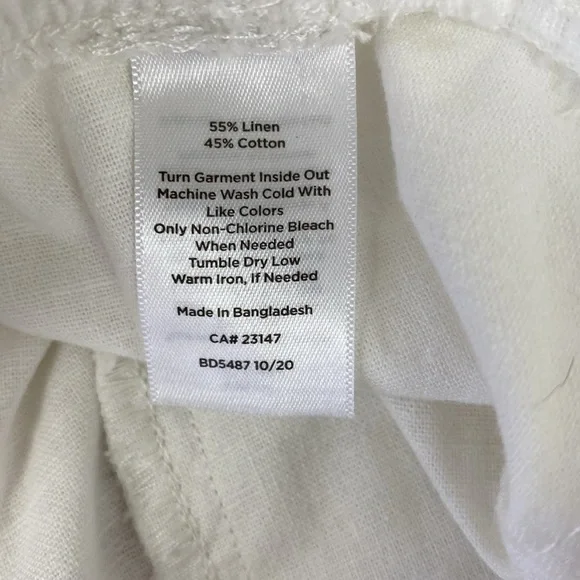 55% Linen
45% Cotton
Turn Garment Inside Out
Machine Wash Cold With
Like Colors
Only Non-Chlorine Bleach
When Needed
Tumble Dry Low
Warm Iron, If Needed
Made In Bangladesh
CA# 23147
BD5487 10/20